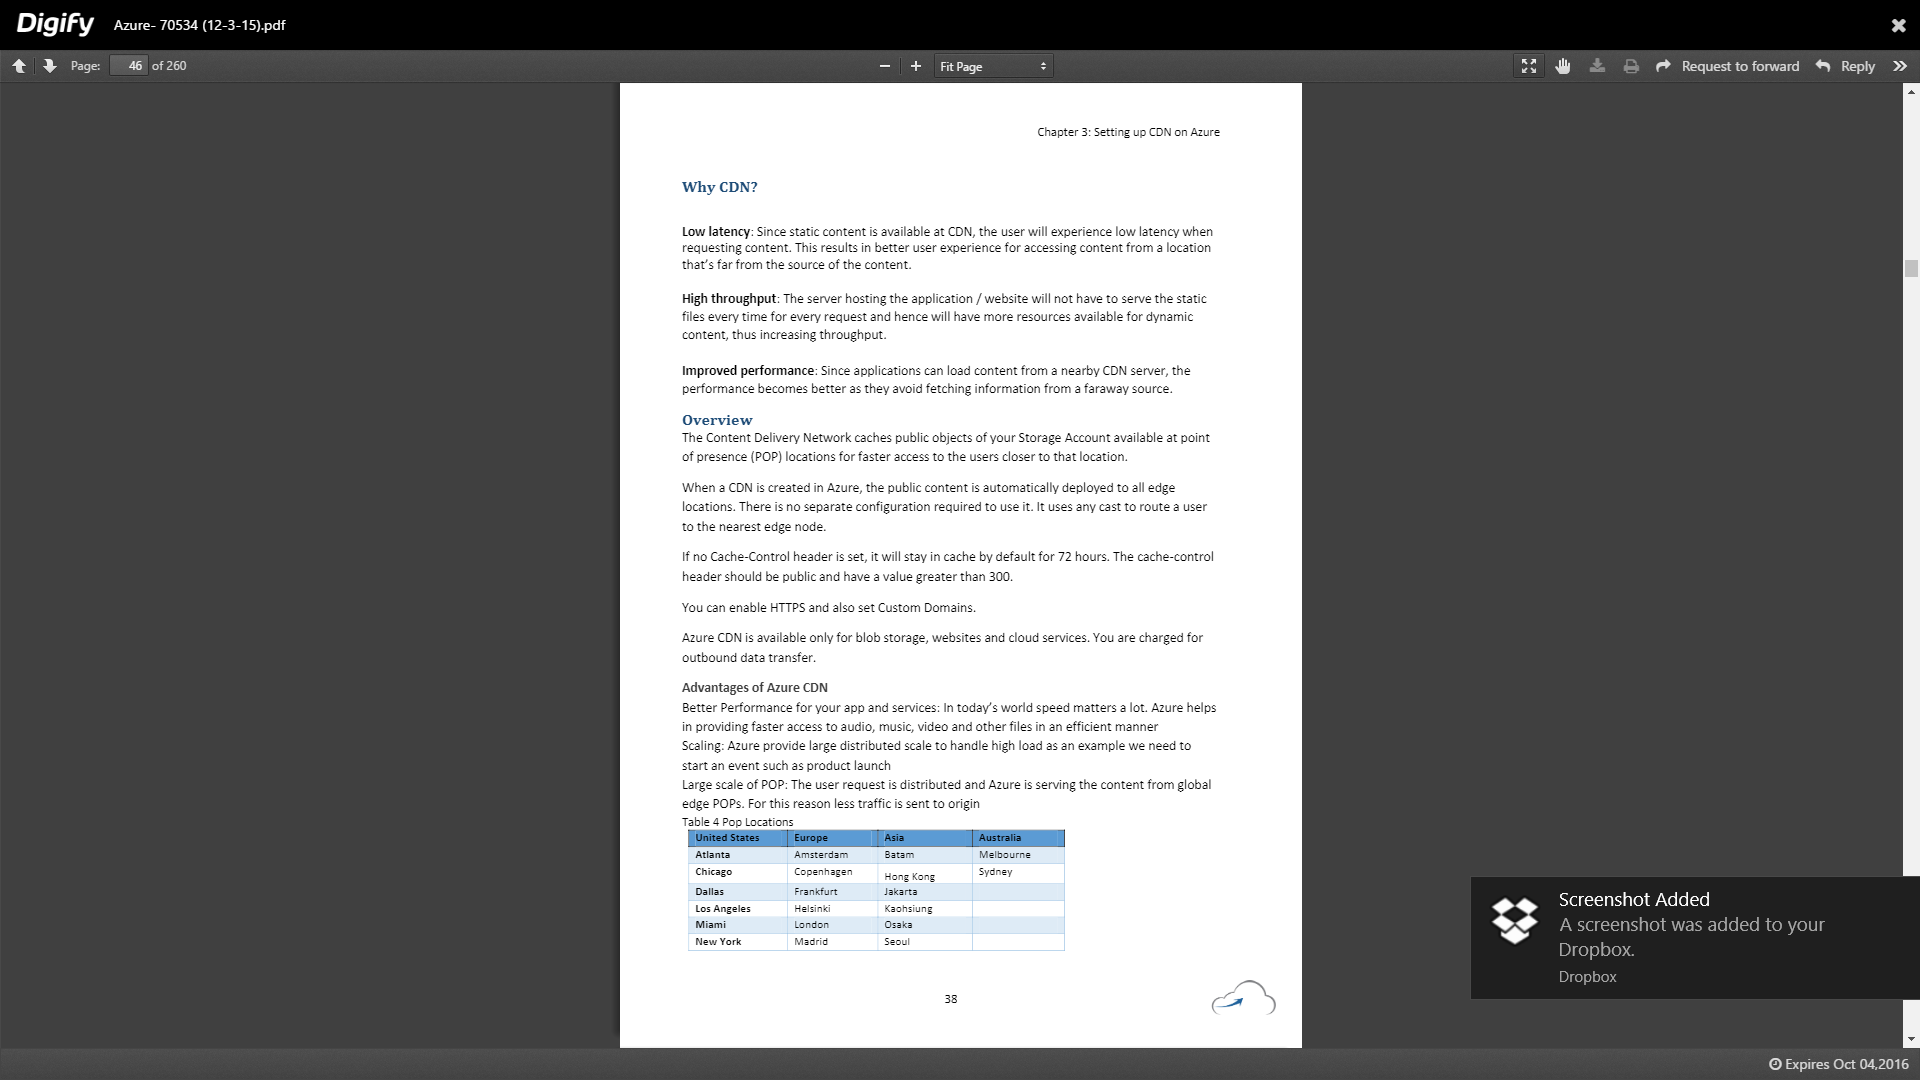 Digify Azure- 70534 (12-3-15).pdf
Page: 46 of 260 Fit Page Request to forward Reply
Chapter 3: Setting up CDN on Azure
Why CDN?
Low latency: Since static content is available at CDN, the user will experience low latency when
requesting content. This results in better user experience for accessing content from a location
that’s far from the source of the content.
High throughput: The server hosting the application / website will not have to serve the static
files every time for every request and hence will have more resources available for dynamic
content, thus increasing throughput.
Improved performance: Since applications can load content from a nearby CDN server, the
performance becomes better as they avoid fetching information from a faraway source.
Overview
The Content Delivery Network caches public objects of your Storage Account available at point
of presence (POP) locations for faster access to the users closer to that location.
When a CDN is created in Azure, the public content is automatically deployed to all edge
locations. There is no separate configuration required to use it. It uses any cast to route a user
to the nearest edge node.
If no Cache-Control header is set, it will stay in cache by default for 72 hours. The cache-control
header should be public and have a value greater than 300.
You can enable HTTPS and also set Custom Domains.
Azure CDN is available only for blob storage, websites and cloud services. You are charged for
outbound data transfer.
Advantages of Azure CDN
Better Performance for your app and services: In today’s world speed matters a lot. Azure helps
in providing faster access to audio, music, video and other files in an efficient manner
Scaling: Azure provide large distributed scale to handle high load as an example we need to
start an event such as product launch
Large scale of POP: The user request is distributed and Azure is serving the content from global
edge POPs. For this reason less traffic is sent to origin
Table 4 Pop Locations
United States Europe Asia Australia
Atlanta Amsterdam Batam Melbourne
Chicago Copenhagen Hong Kong Sydney
Dallas Frankfurt Jakarta
Los Angeles Helsinki Kaohsiung
Miami London Osaka
New York Madrid Seoul
38
Screenshot Added
A screenshot was added to your
Dropbox.
Dropbox
Expires Oct 04,2016